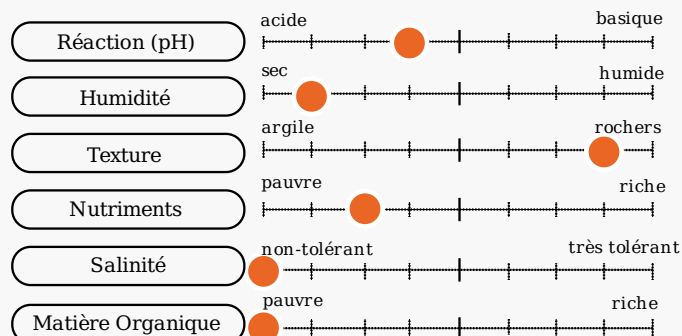 acide basique
Réaction (pH)
sec humide
Humidité
argile rochers
Texture
pauvre riche
Nutriments
non-tolérant très tolérant
Salinité
pauvre riche
Matière Organique